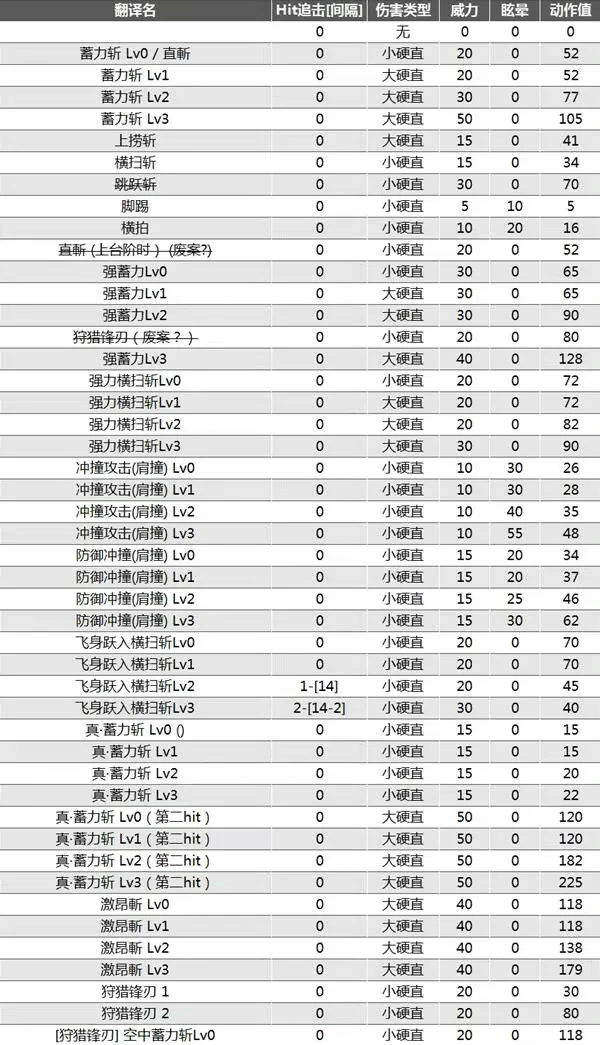 翻译名 Hit追击[间隔] 伤害类型 威力 眩晕 动作值
0 无 0 0 0
蓄力斩 Lv0 / 直斬 0 小硬直 20 0 52
蓄力斩 Lv1 0 大硬直 20 0 52
蓄力斩 Lv2 0 大硬直 30 0 77
蓄力斩 Lv3 0 大硬直 50 0 105
上捞斩 0 大硬直 15 0 41
横扫斩 0 小硬直 15 0 34
跳跃斩 0 小硬直 30 0 70
脚踢 0 小硬直 5 10 5
横拍 0 小硬直 10 20 16
直斬 (上台阶时 ) (废案?) 0 小硬直 20 0 52
强蓄力Lv0 0 小硬直 30 0 65
强蓄力Lv1 0 大硬直 30 0 65
强蓄力Lv2 0 大硬直 30 0 90
狩猎锋刃 ( 废案 ? ) 0 小硬直 20 0 80
强蓄力Lv3 0 大硬直 40 0 128
强力横扫斩Lv0 0 小硬直 20 0 72
强力横扫斩Lv1 0 大硬直 20 0 72
强力横扫斩Lv2 0 大硬直 20 0 82
强力横扫斩Lv3 0 大硬直 30 0 90
冲撞攻击(肩撞) Lv0 0 小硬直 10 30 26
冲撞攻击(肩撞) Lv1 0 小硬直 10 30 28
冲撞攻击(肩撞) Lv2 0 小硬直 10 40 35
冲撞攻击(肩撞) Lv3 0 小硬直 10 55 48
防御冲撞(肩撞) Lv0 0 小硬直 15 20 34
防御冲撞(肩撞) Lv1 0 小硬直 15 20 37
防御冲撞(肩撞) Lv2 0 小硬直 15 25 46
防御冲撞(肩撞) Lv3 0 小硬直 15 30 62
飞身跃入横扫斩Lv0 0 小硬直 20 0 70
飞身跃入横扫斩Lv1 0 小硬直 20 0 70
飞身跃入横扫斩Lv2 1-[14] 小硬直 20 0 45
飞身跃入横扫斩Lv3 2-[14-2] 小硬直 30 0 40
真·蓄力斩 Lv0 () 0 小硬直 15 0 15
真·蓄力斩 Lv1 0 小硬直 15 0 15
真·蓄力斩 Lv2 0 小硬直 15 0 20
真·蓄力斩 Lv3 0 小硬直 15 0 22
真·蓄力斩 Lv0 ( 第二hit ) 0 大硬直 50 0 120
真·蓄力斩 Lv1 ( 第二hit ) 0 大硬直 50 0 120
真·蓄力斩 Lv2 ( 第二hit ) 0 大硬直 50 0 182
真·蓄力斩 Lv3 ( 第二hit ) 0 大硬直 50 0 225
激昂斬 Lv0 0 大硬直 40 0 118
激昂斬 Lv1 0 大硬直 40 0 118
激昂斬 Lv2 0 大硬直 40 0 138
激昂斬 Lv3 0 大硬直 40 0 179
狩猎锋刃 1 0 小硬直 20 0 30
狩猎锋刃 2 0 小硬直 20 0 80
[狩猎锋刃] 空中蓄力斩Lv0 0 小硬直 20 0 118